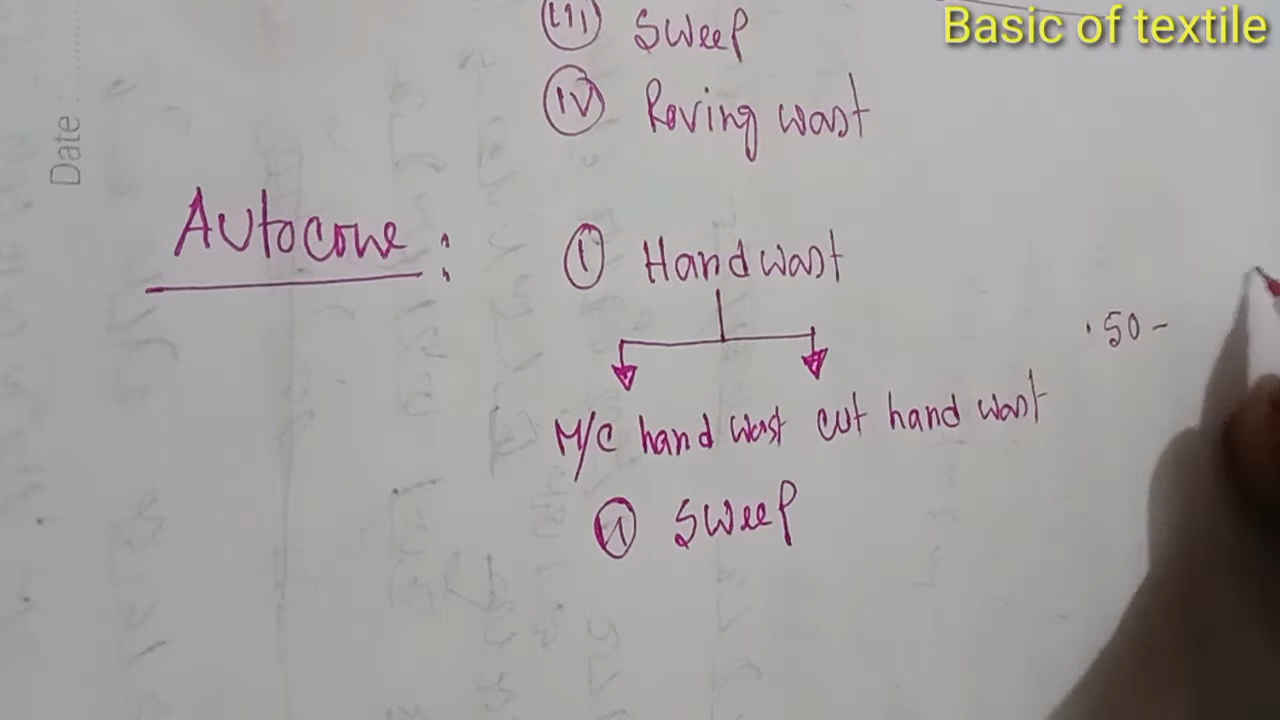 Basic of textile
(III) Sweep
(IV) Roving wast
Date :
Autocone : (I) Hand wast
.50 -
M/C hand wast cut hand wast
(II) Sweep